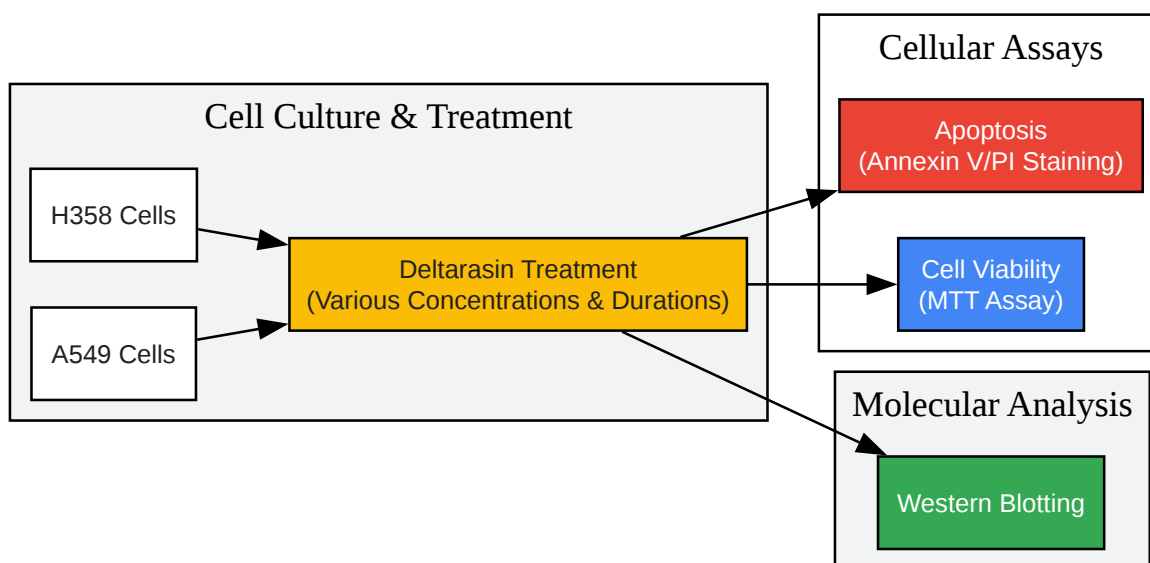 Cell Culture & Treatment
H358 Cells
A549 Cells
Deltarasin Treatment
(Various Concentrations & Durations)
Cellular Assays
Apoptosis
(Annexin V/PI Staining)
Cell Viability
(MTT Assay)
Molecular Analysis
Western Blotting